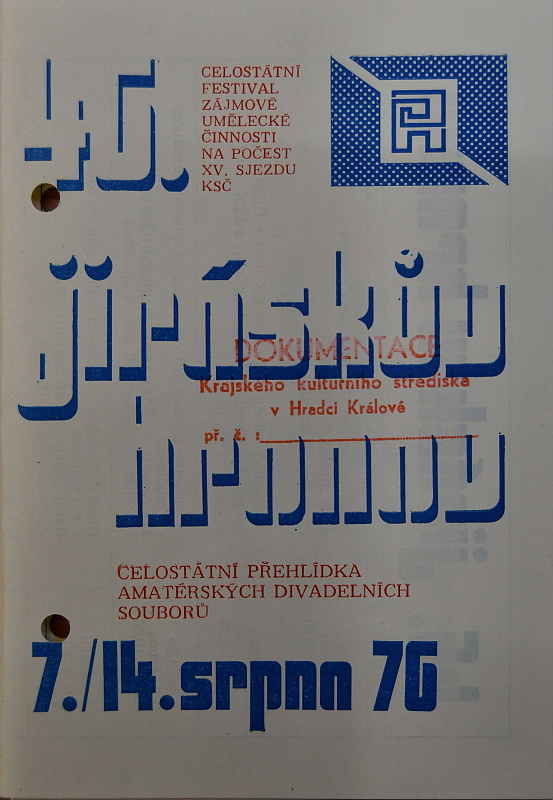 46.
CELOSTÁTNÍ
FESTIVAL
ZÁJMOVÉ
UMĚLECKÉ
ČINNOSTI
NA POČEST
XV. SJEZDU
KSČ
jiráskův
DOKUMENTACE
Krajského kulturního střediska
v Hradci Králové
př. č. :
hronov
CELOSTÁTNÍ PŘEHLÍDKA
AMATÉRSKÝCH DIVADELNÍCH
SOUBORŮ
7./14. srpna 76